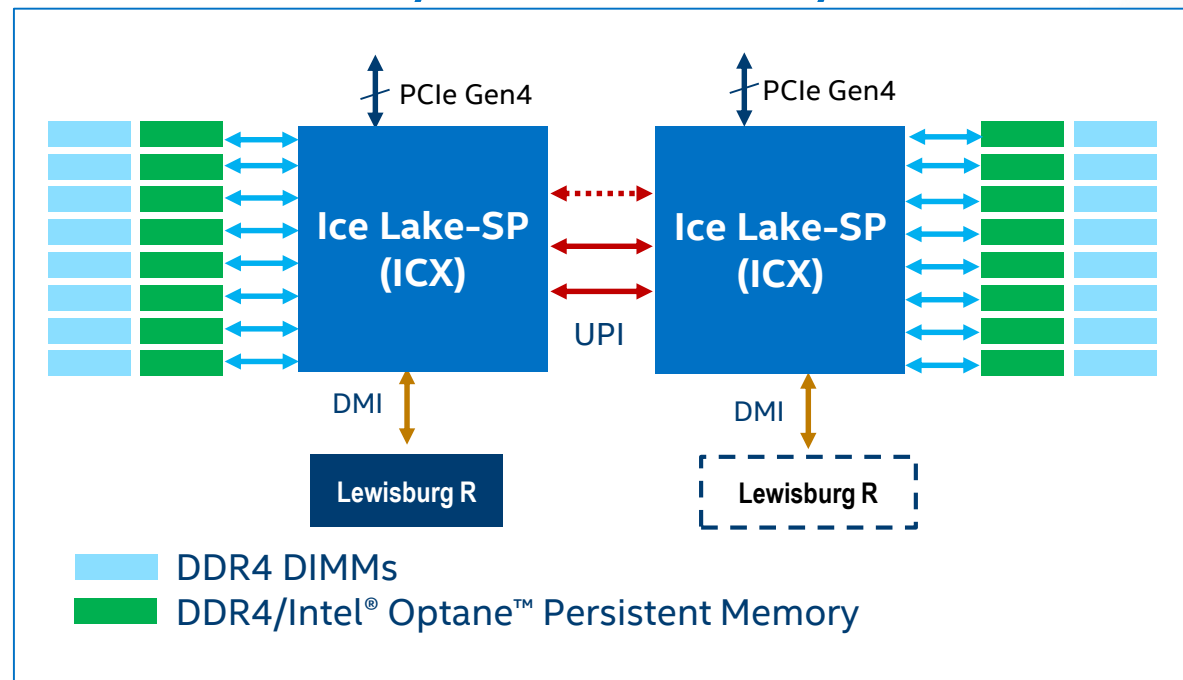 PCIe Gen4
PCIe Gen4
Ice Lake-SP
(ICX)
Ice Lake-SP
(ICX)
UPI
DMI
DMI
Lewisburg R
Lewisburg R
DDR4 DIMMs
DDR4/Intel® Optane™ Persistent Memory